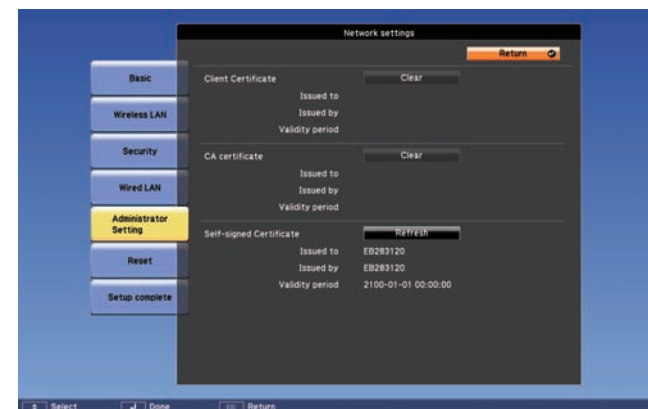 Network settings
Return
Basic
Wireless LAN
Security
Wired LAN
Administrator
Setting
Reset
Setup complete
Client Certificate Clear
Issued to
Issued by
Validity period
CA certificate Clear
Issued to
Issued by
Validity period
Self-signed Certificate Refresh
Issued to EB283120
Issued by EB283120
Validity period 2100-01-01 00:00:00
Select Done Return